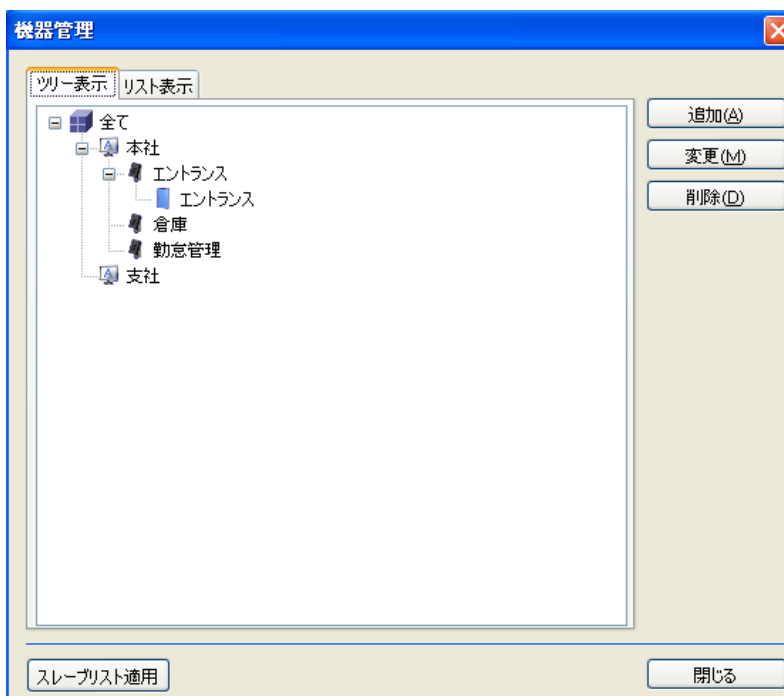 機器管理
ツリー表示 リスト表示
全て
本社
エントランス
エントランス
倉庫
勤怠管理
支社
追加(A)
変更(M)
削除(D)
スレーブリスト適用
閉じる